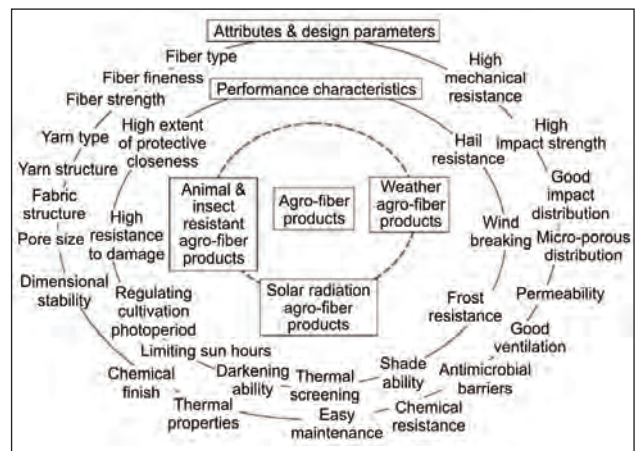 Attributes & design parameters
Fiber type
Fiber fineness
Fiber strength
Yarn type
Yarn structure
Fabric
structure
Pore size
Dimensional
stability
Chemical
finish
Thermal
properties
Easy
maintenance
Chemical
resistance
Antimicrobial
barriers
Good
ventilation
Permeability
Micro-porous
distribution
Good
impact
distribution
High
impact strength
High
mechanical
resistance
Performance characteristics
High extent
of protective
closeness
High
resistance
to damage
Regulating
cultivation
photoperiod
Limiting sun hours
Darkening
ability
Thermal
screening
Shade
ability
Frost
resistance
Wind
breaking
Hail
resistance
Animal &
insect
resistant
agro-fiber
products
Agro-fiber
products
Weather
agro-fiber
products
Solar radiation
agro-fiber
products